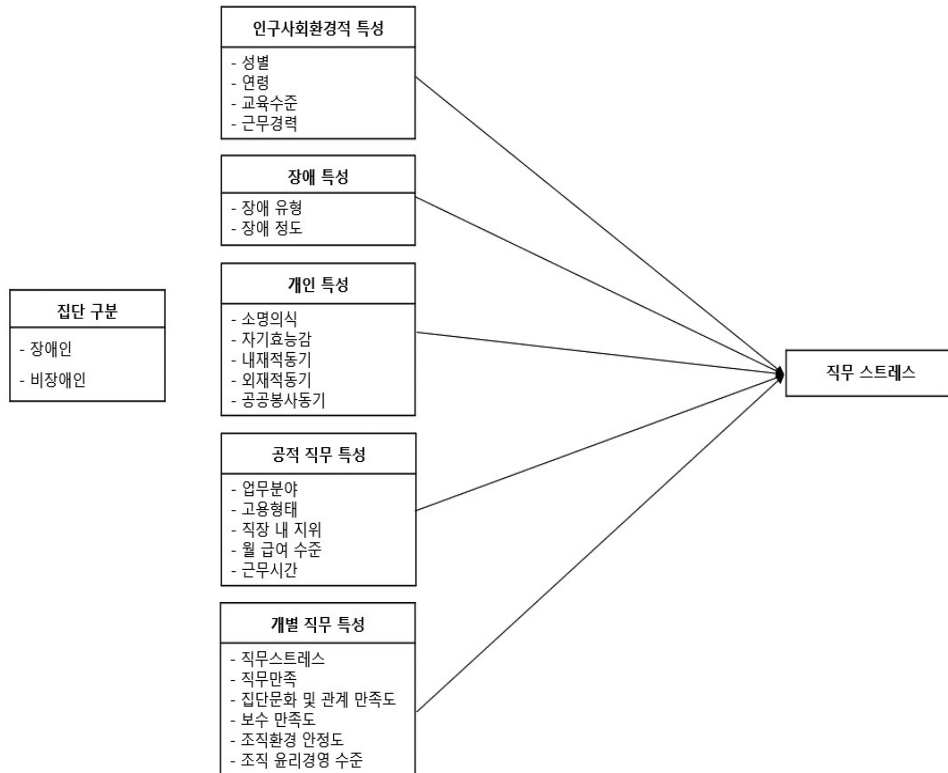 인구사회환경적 특성
- 성별
- 연령
- 교육수준
- 근무경력
장애 특성
- 장애 유형
- 장애 정도
집단 구분
- 장애인
- 비장애인
개인 특성
- 소명의식
- 자기효능감
- 내재적동기
- 외재적동기
- 공공봉사동기
직무 스트레스
공적 직무 특성
- 업무분야
- 고용형태
- 직장 내 지위
- 월 급여 수준
- 근무시간
개별 직무 특성
- 직무스트레스
- 직무만족
- 집단문화 및 관계 만족도
- 보수 만족도
- 조직환경 안정도
- 조직 윤리경영 수준